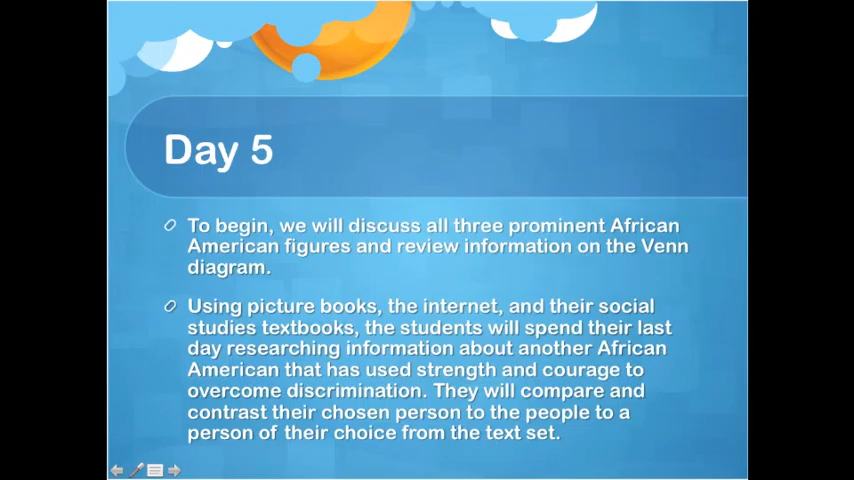 Day 5
To begin, we will discuss all three prominent African
American figures and review information on the Venn
diagram.
Using picture books, the internet, and their social
studies textbooks, the students will spend their last
day researching information about another African
American that has used strength and courage to
overcome discrimination. They will compare and
contrast their chosen person to the people to a
person of their choice from the text set.